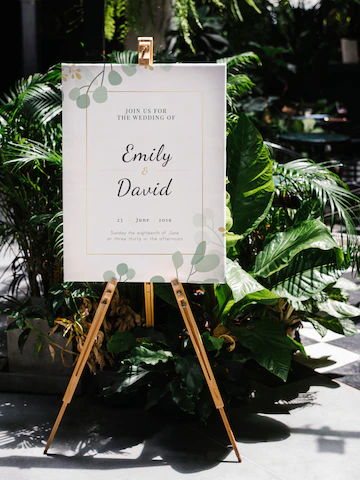 JOIN US FOR
THE WEDDING OF
Emily
&
David
25 June 2019
Sunday the eighteenth of June
at three thirty in the afternoon